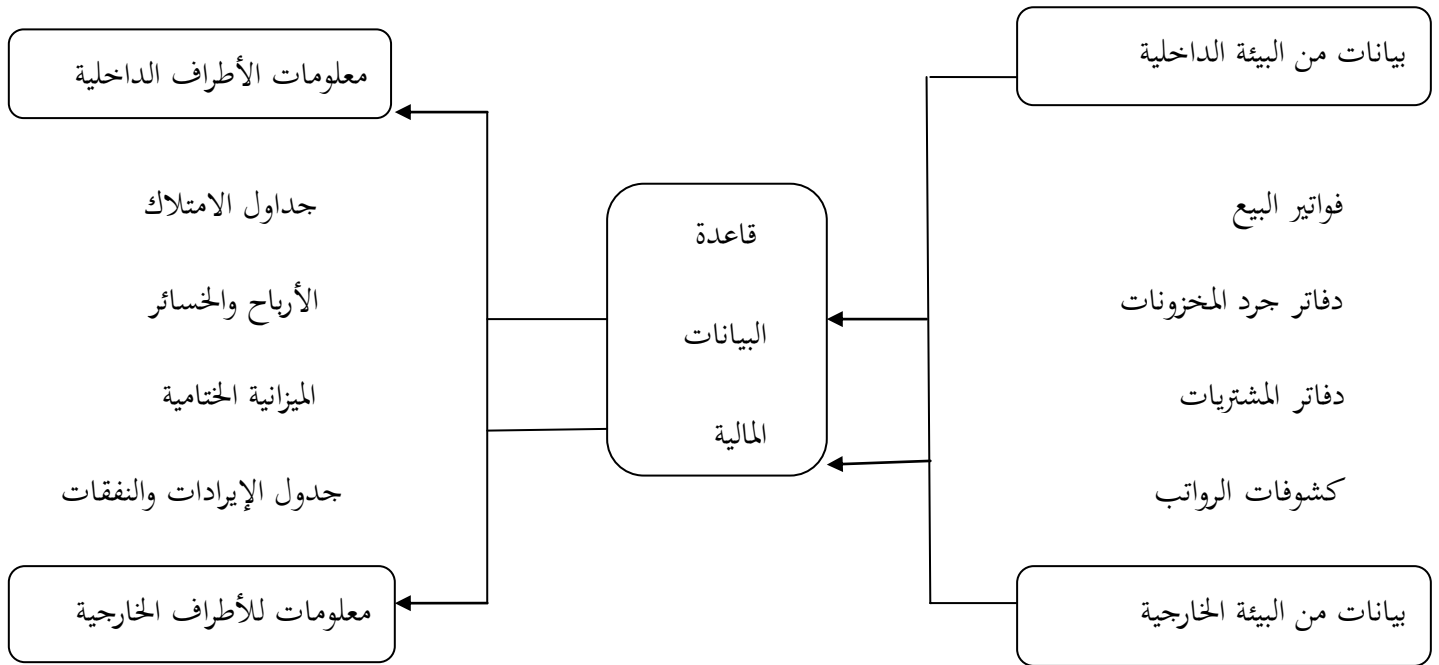 بيانات من البيئة الداخلية
فواتير البيع
دفاتر جرد المخزونات
دفاتر المشتريات
كشوفات الرواتب
بيانات من البيئة الخارجية
قاعدة
البيانات
المالية
معلومات الأطراف الداخلية
جداول الامتلاك
الأرباح والخسائر
الميزانية الختامية
جدول الإيرادات والنفقات
معلومات للأطراف الخارجية